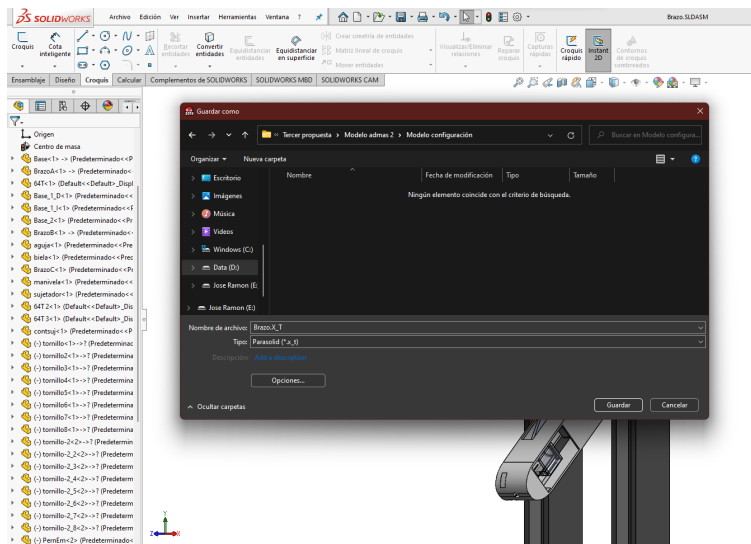 SOLIDWORKS Archivo Edición Ver Insertar Herramientas Ventana ? Brazo.SLDASM
Croquis
Cota inteligente
Recortar entidades
Convertir entidades
Equidistanciar entidades
Equidistanciar en superficie
Crear simetría de entidades
Matriz lineal de croquis
Mover entidades
Visualizar/Eliminar relaciones
Reparar croquis
Capturas rápidas
Croquis rápido
Instant 2D
Contornos de croquis sombreados
Ensamblaje Diseño Croquis Calcular Complementos de SOLIDWORKS SOLIDWORKS MBD SOLIDWORKS CAM
Origen
Centro de masa
Base<1> -> (Predeterminado<<P
BrazoA<1> -> (Predeterminado<
64T<1> (Default<<Default>_Displ
Base_1_D<1> (Predeterminado<<
Base_1_I<1> (Predeterminado<<F
Base_2<1> (Predeterminado<<Pr
BrazoB<1> -> (Predeterminado<
aguja<1> (Predeterminado<<Pre
biela<1> (Predeterminado<<Prec
BrazoC<1> (Predeterminado<<Pr
manivela<1> (Predeterminado<<
sujetador<1> (Predeterminado<<
64T 2<1> (Default<<Default>_Dis
64T 3<1> (Default<<Default>_Dis
contsuj<1> (Predeterminado<<P
(-) tornillo<1>->? (Predeterminac
(-) tornillo2<1>->? (Predetermina
(-) tornillo3<1>->? (Predetermina
(-) tornillo4<1>->? (Predetermina
(-) tornillo5<1>->? (Predetermina
(-) tornillo6<1>->? (Predetermina
(-) tornillo7<1>->? (Predetermina
(-) tornillo8<1>->? (Predetermina
(-) tornillo-2<2>->? (Predetermin
(-) tornillo-2_2<2>->? (Predeterm
(-) tornillo-2_3<2>->? (Predeterm
(-) tornillo-2_4<2>->? (Predeterm
(-) tornillo-2_5<2>->? (Predeterm
(-) tornillo-2_6<2>->? (Predeterm
(-) tornillo-2_7<2>->? (Predeterm
(-) tornillo-2_8<2>->? (Predeterm
(-) PernEm<2> (Predeterminado<
Guardar como
« Tercer propuesta > Modelo admas 2 > Modelo configuración
Buscar en Modelo configura...
Organizar Nueva carpeta
Nombre Fecha de modificación Tipo Tamaño
Ningún elemento coincide con el criterio de búsqueda.
Escritorio
Imágenes
Música
Videos
Windows (C:)
Data (D:)
Jose Ramon (E:
Jose Ramon (E:)
Nombre de archivo: Brazo.X_T
Tipo: Parasolid (*.x_t)
Descripción: Add a description
Opciones...
Ocultar carpetas
Guardar Cancelar
Y
Z X